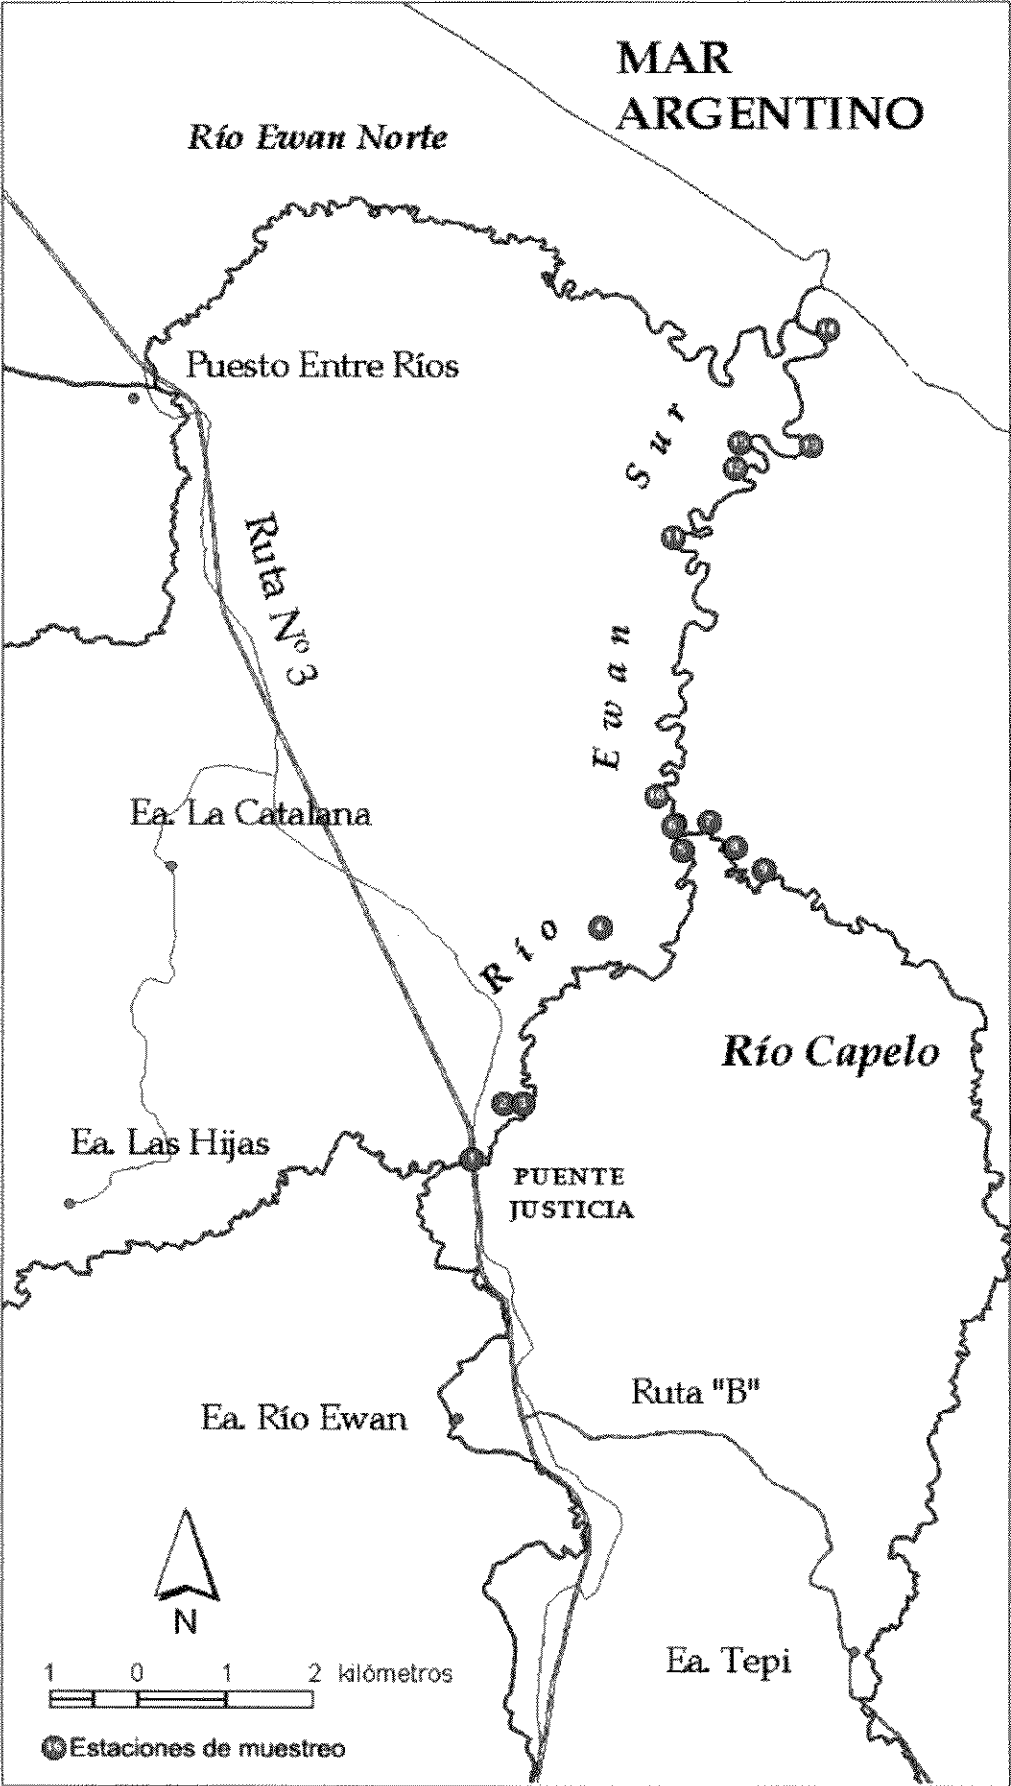 MAR
ARGENTINO
Río Ewan Norte
Puesto Entre Ríos
Sur
Ruta Nº 3
Ewan
Ea. La Catalana
Río
Río Capelo
Ea. Las Hijas
PUENTE
JUSTICIA
Ruta "B"
Ea. Río Ewan
N
Ea. Tepi
1 0 1 2 kilómetros
Estaciones de muestreo